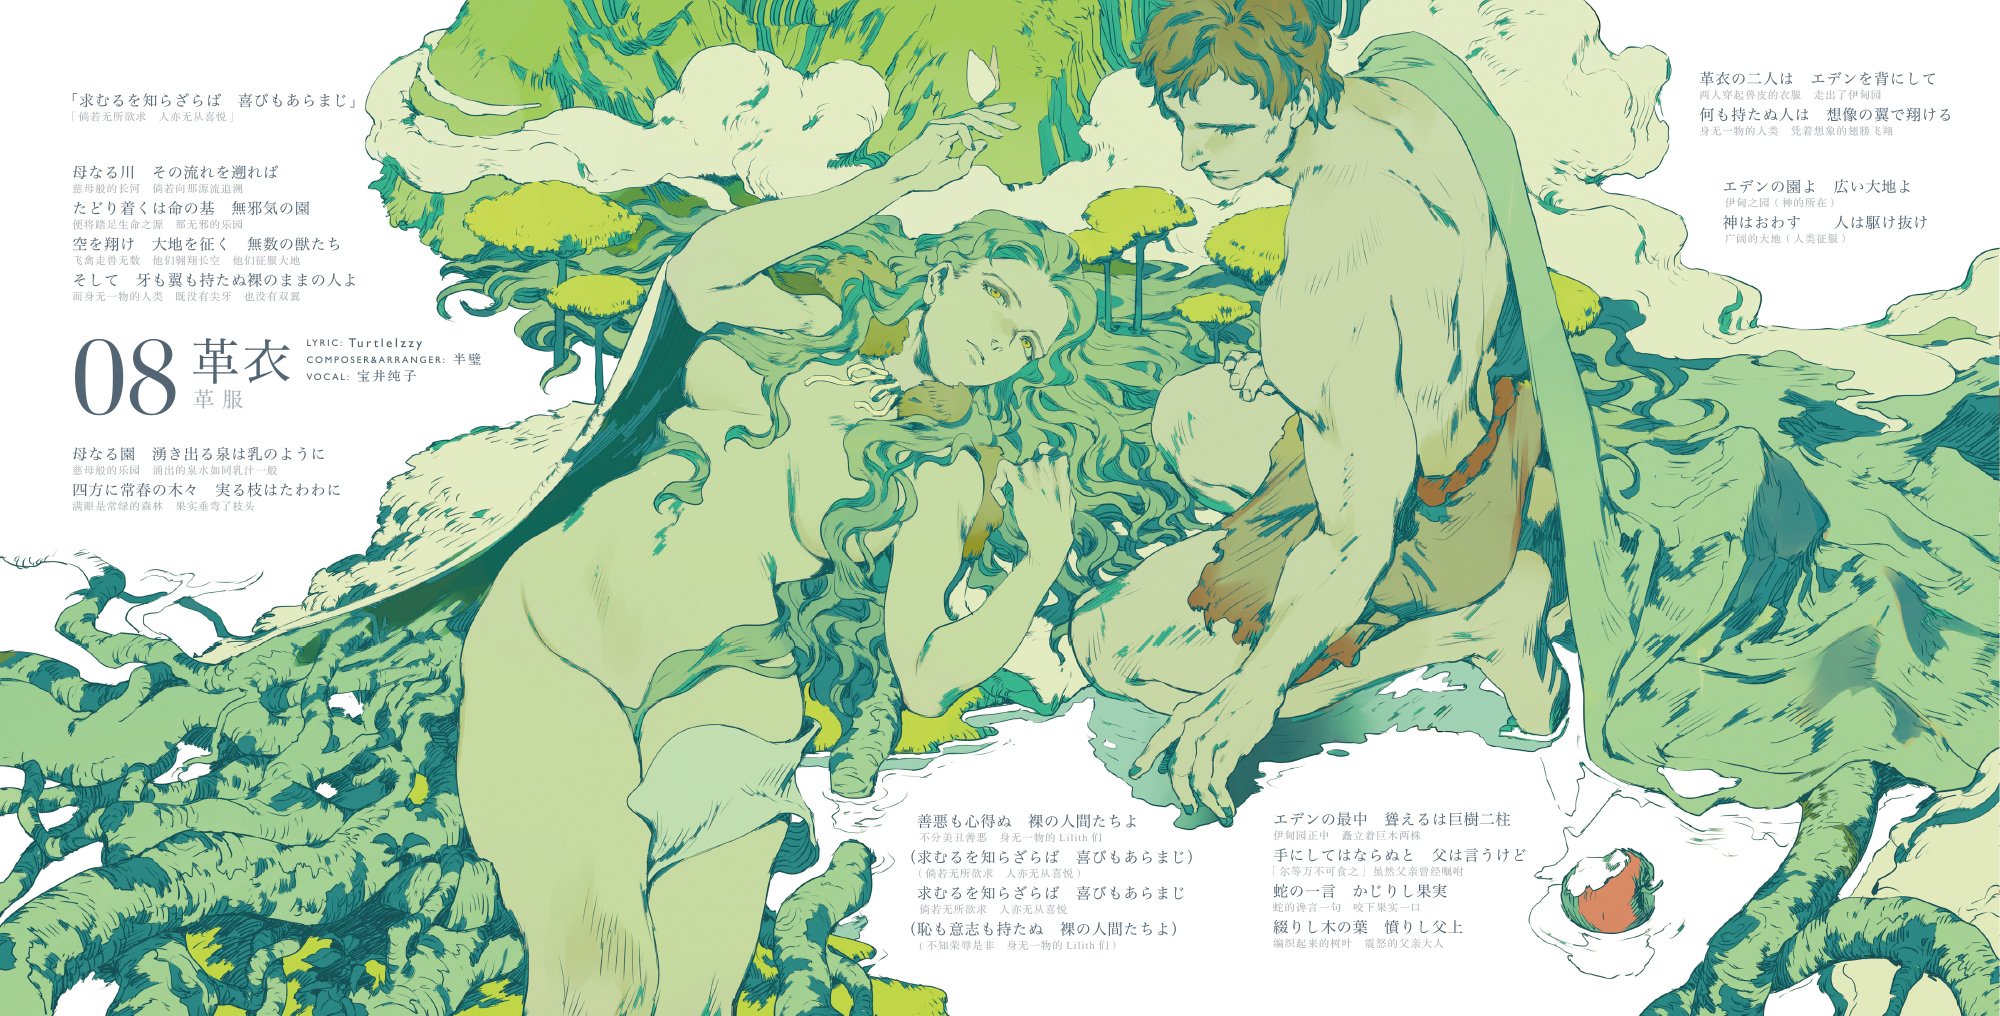 「求むるを知らざらば　喜びもあらまじ」
「倘若无所欲求　人亦无从喜悦」
母なる川　その流れを遡れば
慈母般的长河　倘若向那源流追溯
たどり着くは命の基　無邪気の園
便将踏足生命之源　那无邪的乐园
空を翔け　大地を征く　無数の獣たち
飞禽走兽无数　他们翱翔长空　他们征服大地
そして　牙も翼も持たぬ裸のままの人よ
而身无一物的人类　既没有尖牙　也没有双翼
08 革衣
革服
LYRIC: TurtleIzzy
COMPOSER&ARRANGER: 半璧
VOCAL: 宝井純子
母なる園　湧き出る泉は乳のように
慈母般的乐园　涌出的泉水如同乳汁一般
四方に常春の木々　実る枝はたわわに
满眼是常绿的森林　果实垂弯了枝头
善悪も心得ぬ　裸の人間たちよ
不分美丑善恶　身无一物的 Lilith 们
(求むるを知らざらば　喜びもあらまじ)
(倘若无所欲求　人亦无从喜悦)
求むるを知らざらば　喜びもあらまじ
倘若无所欲求　人亦无从喜悦
(恥も意志も持たぬ　裸の人間たちよ)
(不知荣辱是非　身无一物的 Lilith 们)
エデンの最中　聳えるは巨樹二柱
伊甸园正中　矗立着巨木两株
手にしてはならぬと　父は言うけど
「尔等万不可食之」虽然父亲曾经嘱咐
蛇の一言　かじりし果実
蛇的谗言一句　咬下果实一口
綴りし木の葉　憤りし父上
编织起来的树叶　震怒的父亲大人
革衣の二人は　エデンを背にして
两人穿起兽皮的衣服　走出了伊甸园
何も持たぬ人は　想像の翼で翔ける
身无一物的人类　凭着想象的翅膀飞翔
エデンの園よ　広い大地よ
伊甸之园(神的所在)
神はおわす　　人は駆け抜け
广阔的大地(人类征服)